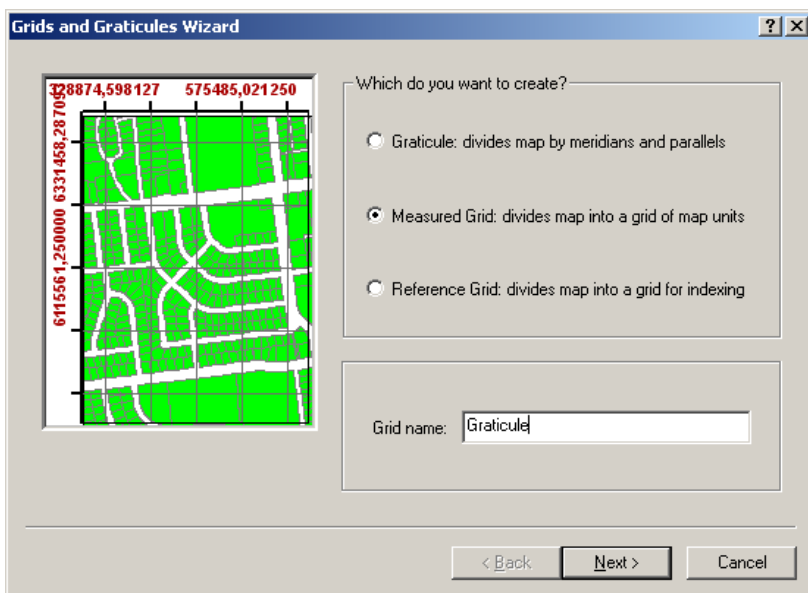 Grids and Graticules Wizard
328874,598127 575485,021250
6115561,250000 6331458,28709
Which do you want to create?
Graticule: divides map by meridians and parallels
Measured Grid: divides map into a grid of map units
Reference Grid: divides map into a grid for indexing
Grid name: Graticule
< Back Next > Cancel